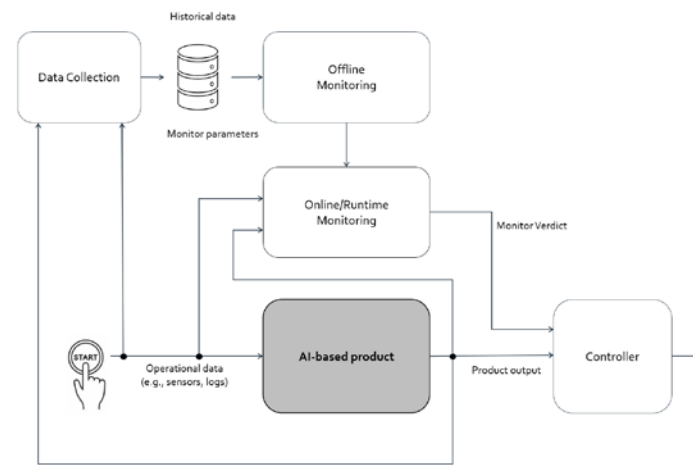 Historical data
Data Collection
Offline
Monitoring
Monitor parameters
Online/Runtime
Monitoring
Monitor Verdict
START
Operational data
(e.g., sensors, logs)
AI-based product
Product output
Controller